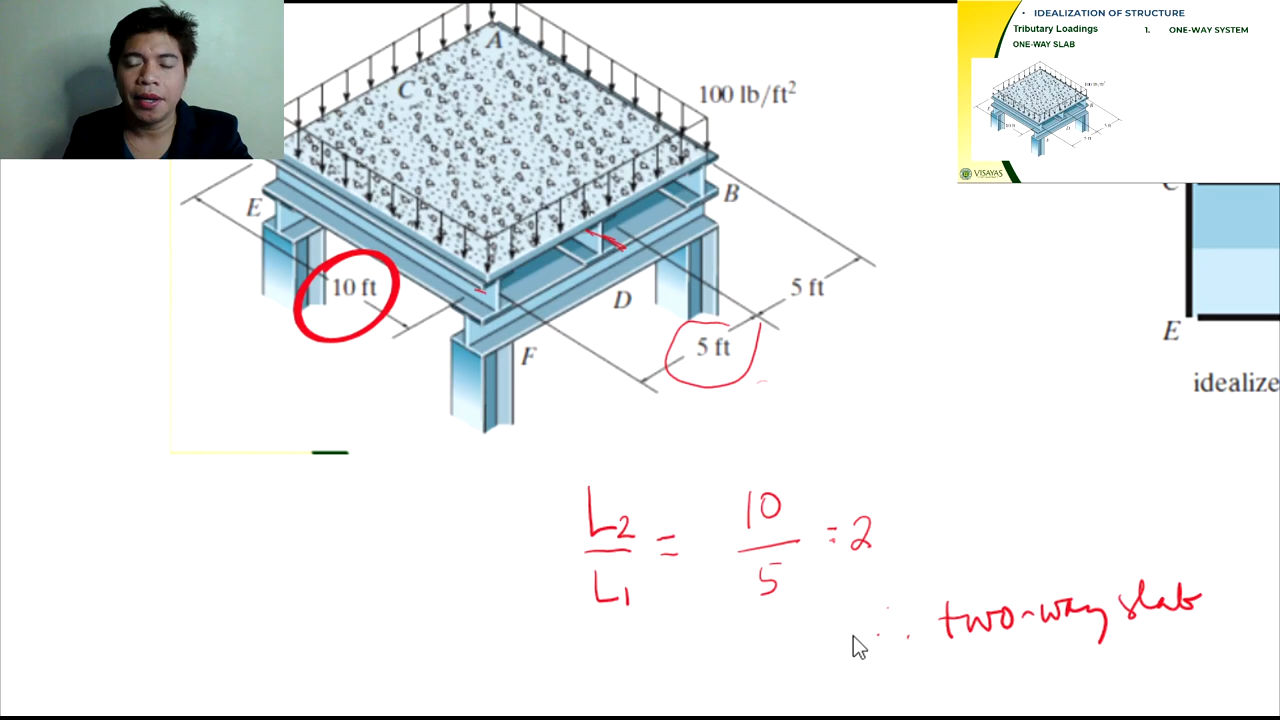 • IDEALIZATION OF STRUCTURE
Tributary Loadings
1. ONE-WAY SYSTEM
ONE-WAY SLAB
VISAYAS
A
C
100 lb/ft²
B
E
10 ft
5 ft
D
5 ft
F
E
idealize
L2/L1 = 10/5 = 2
∴ two-way slab